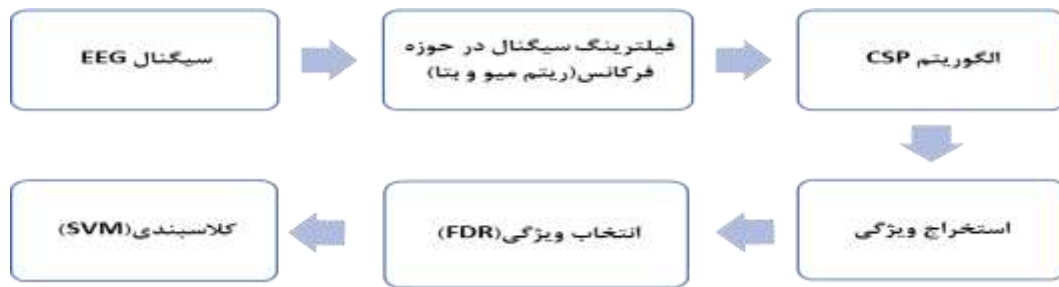 سیگنال EEG
فیلترینگ سیگنال در حوزه
فرکانس(ریتم میو و بتا)
الگوریتم CSP
استخراج ویژگی
انتخاب ویژگی(FDR)
کلاسبندی(SVM)